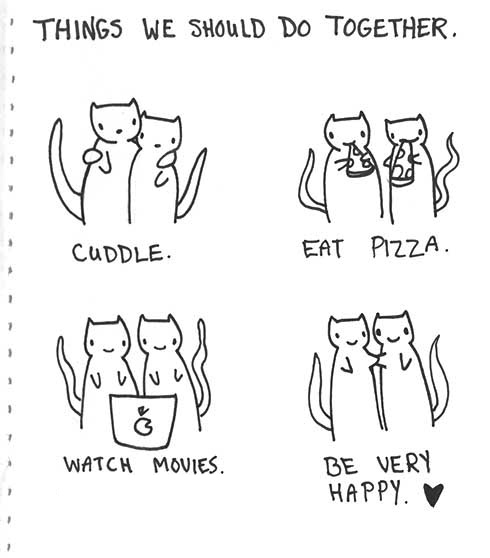 THINGS WE SHOULD DO TOGETHER.
CUDDLE.
EAT PIZZA.
WATCH MOVIES.
BE VERY
HAPPY. ♥